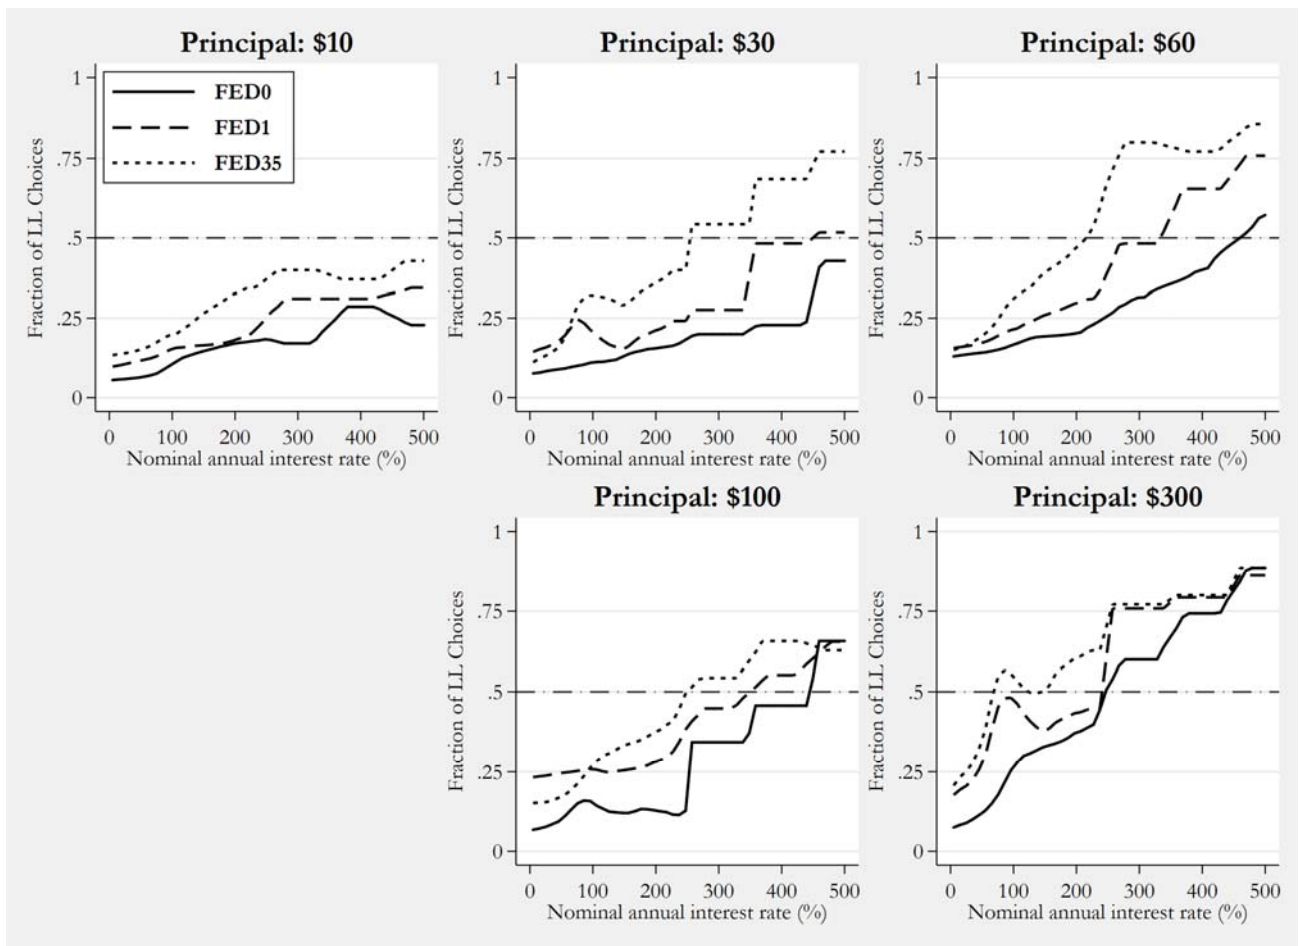 Principal: $10
Fraction of LL Choices
1
.75
.5
.25
0
FED0
FED1
FED35
0 100 200 300 400 500
Nominal annual interest rate (%)
Principal: $30
Fraction of LL Choices
1
.75
.5
.25
0
0 100 200 300 400 500
Nominal annual interest rate (%)
Principal: $60
Fraction of LL Choices
1
.75
.5
.25
0
0 100 200 300 400 500
Nominal annual interest rate (%)
Principal: $100
Fraction of LL Choices
1
.75
.5
.25
0
0 100 200 300 400 500
Nominal annual interest rate (%)
Principal: $300
Fraction of LL Choices
1
.75
.5
.25
0
0 100 200 300 400 500
Nominal annual interest rate (%)